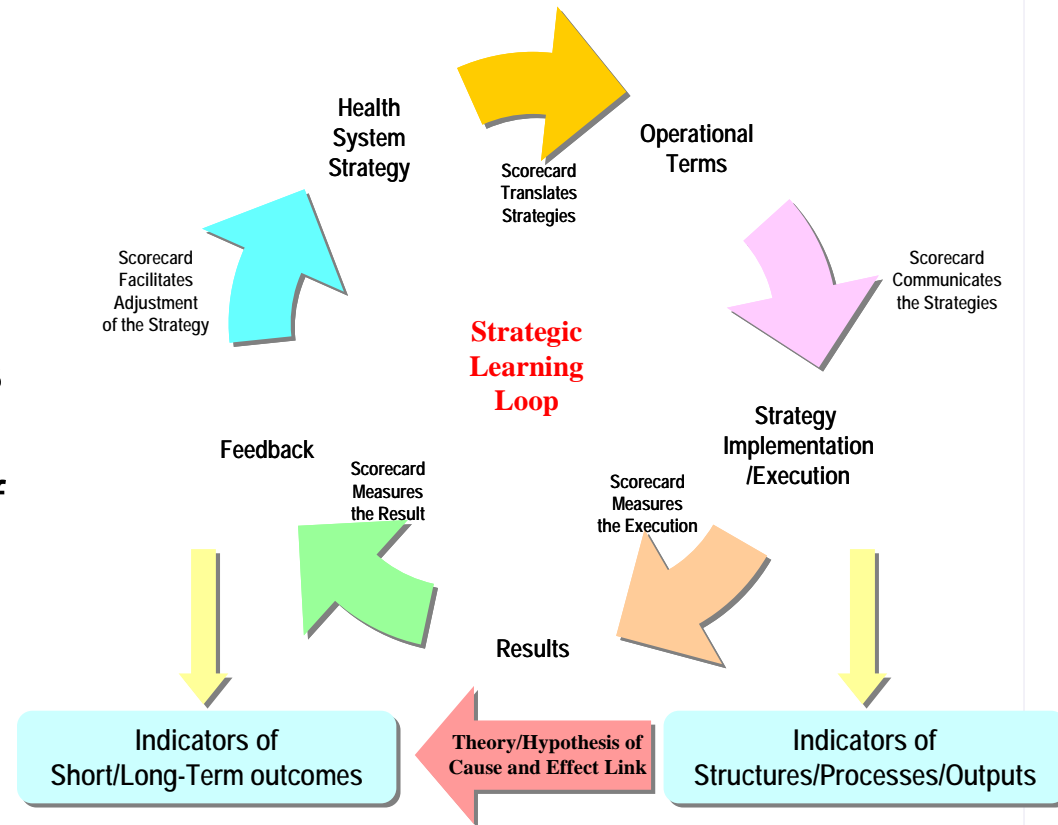 Health
System
Strategy
Operational
Terms
Scorecard
Translates
Strategies
Scorecard
Communicates
the Strategies
Scorecard
Facilitates
Adjustment
of the Strategy
Strategic
Learning
Loop
Strategy
Implementation
/Execution
Feedback
Scorecard
Measures
the Result
Scorecard
Measures
the Execution
Results
Indicators of
Short/Long-Term outcomes
Theory/Hypothesis of
Cause and Effect Link
Indicators of
Structures/Processes/Outputs